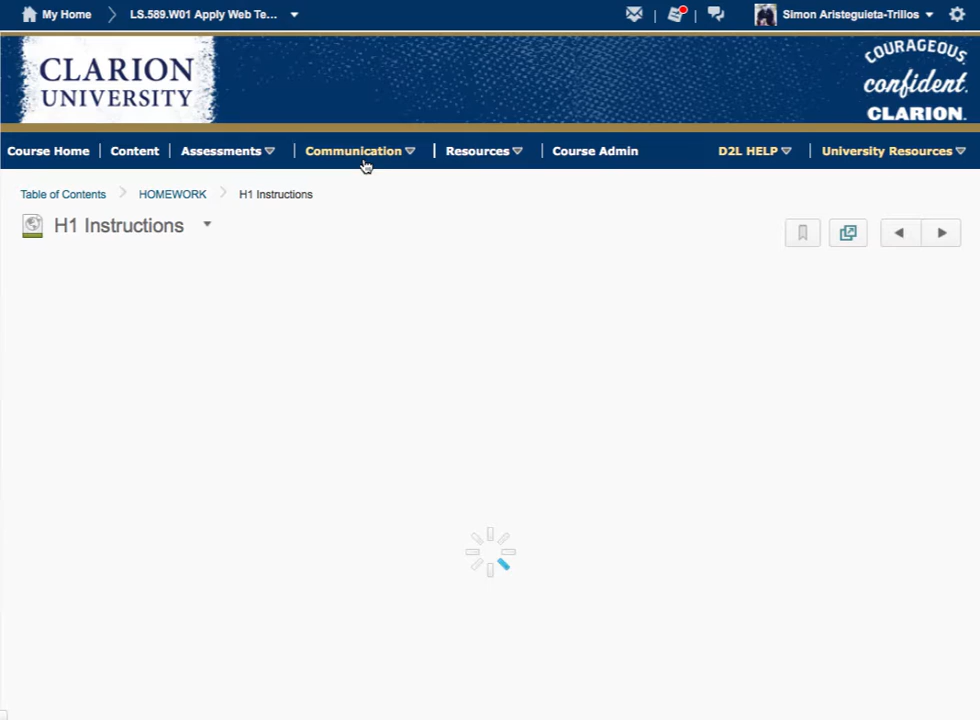 My Home
LS.589.W01 Apply Web Te...
Simon Aristeguieta-Trillos
CLARION
UNIVERSITY
COURAGEOUS.
confident.
CLARION.
Course Home
Content
Assessments
Communication
Resources
Course Admin
D2L HELP
University Resources
Table of Contents
HOMEWORK
H1 Instructions
H1 Instructions